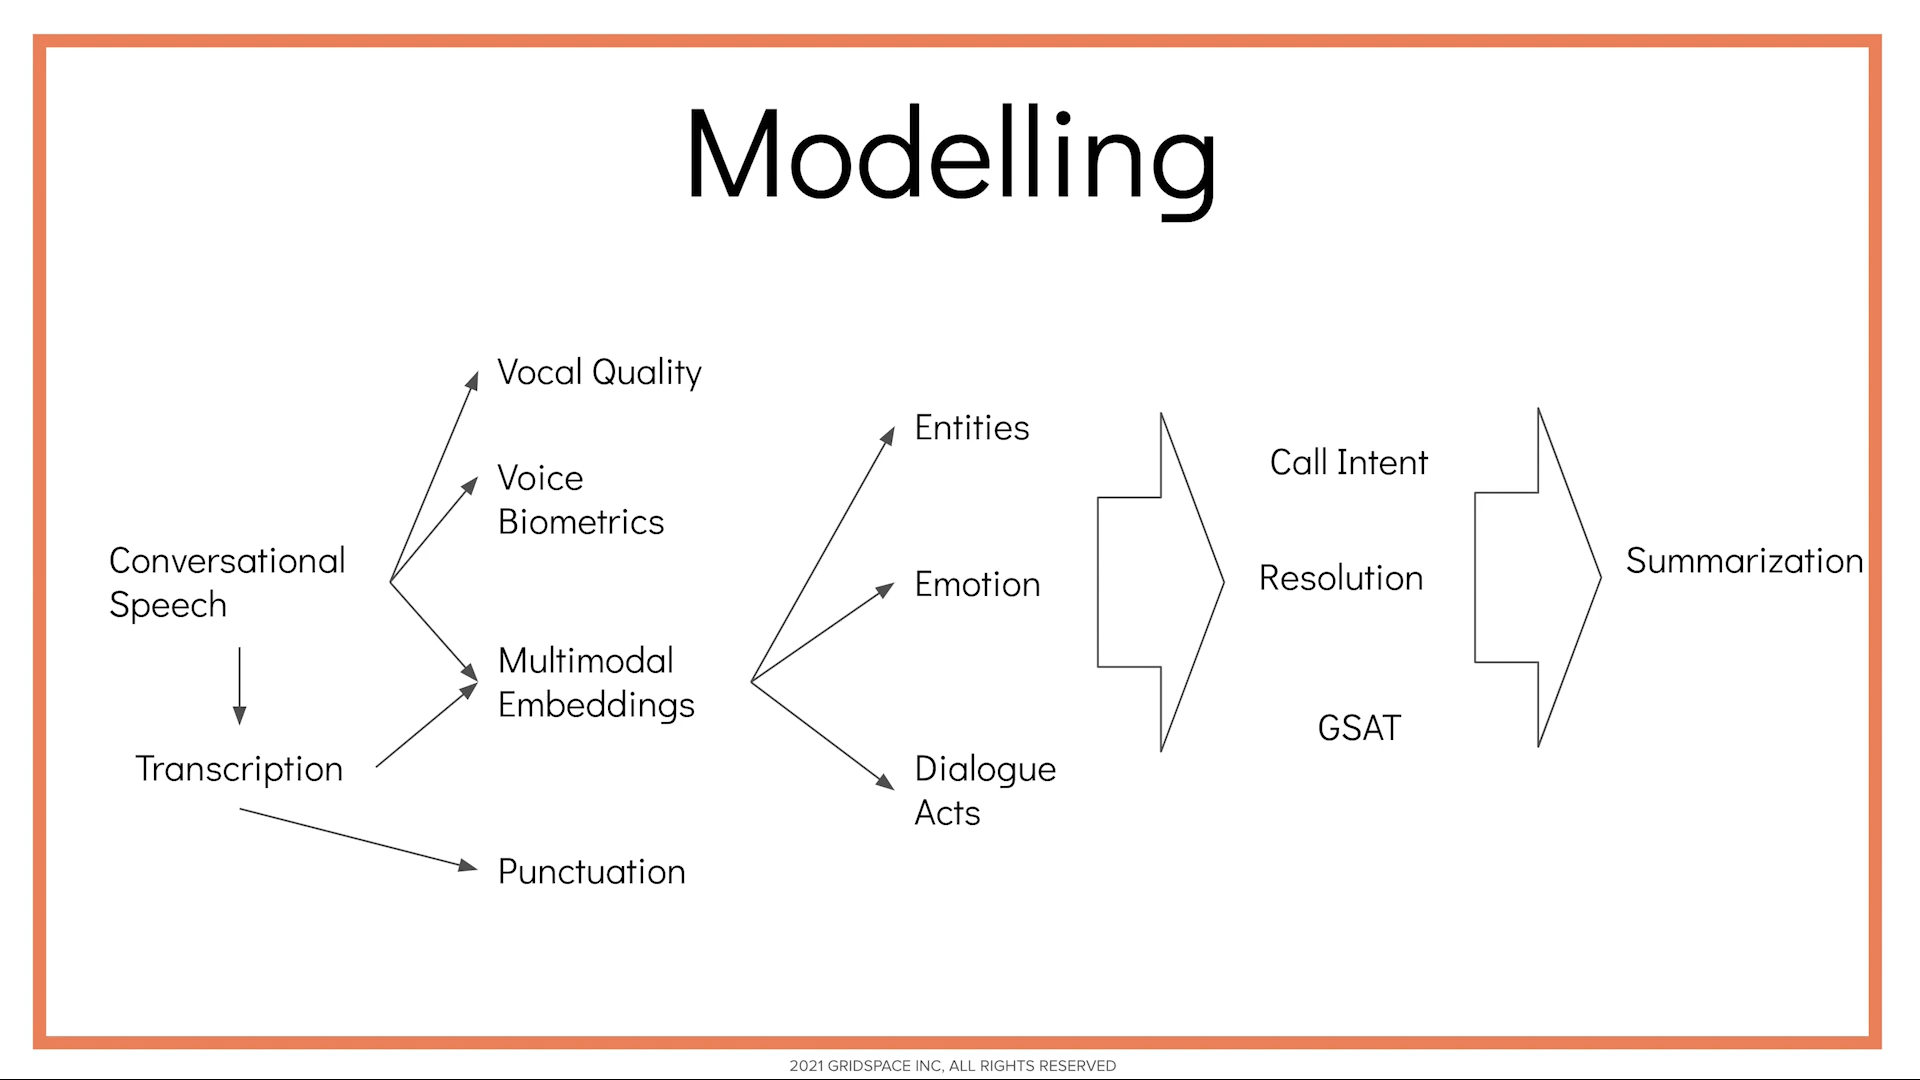 Modelling
Conversational
Speech
Transcription
Vocal Quality
Voice
Biometrics
Multimodal
Embeddings
Punctuation
Entities
Emotion
Dialogue
Acts
Call Intent
Resolution
GSAT
Summarization
2021 GRIDSPACE INC, ALL RIGHTS RESERVED